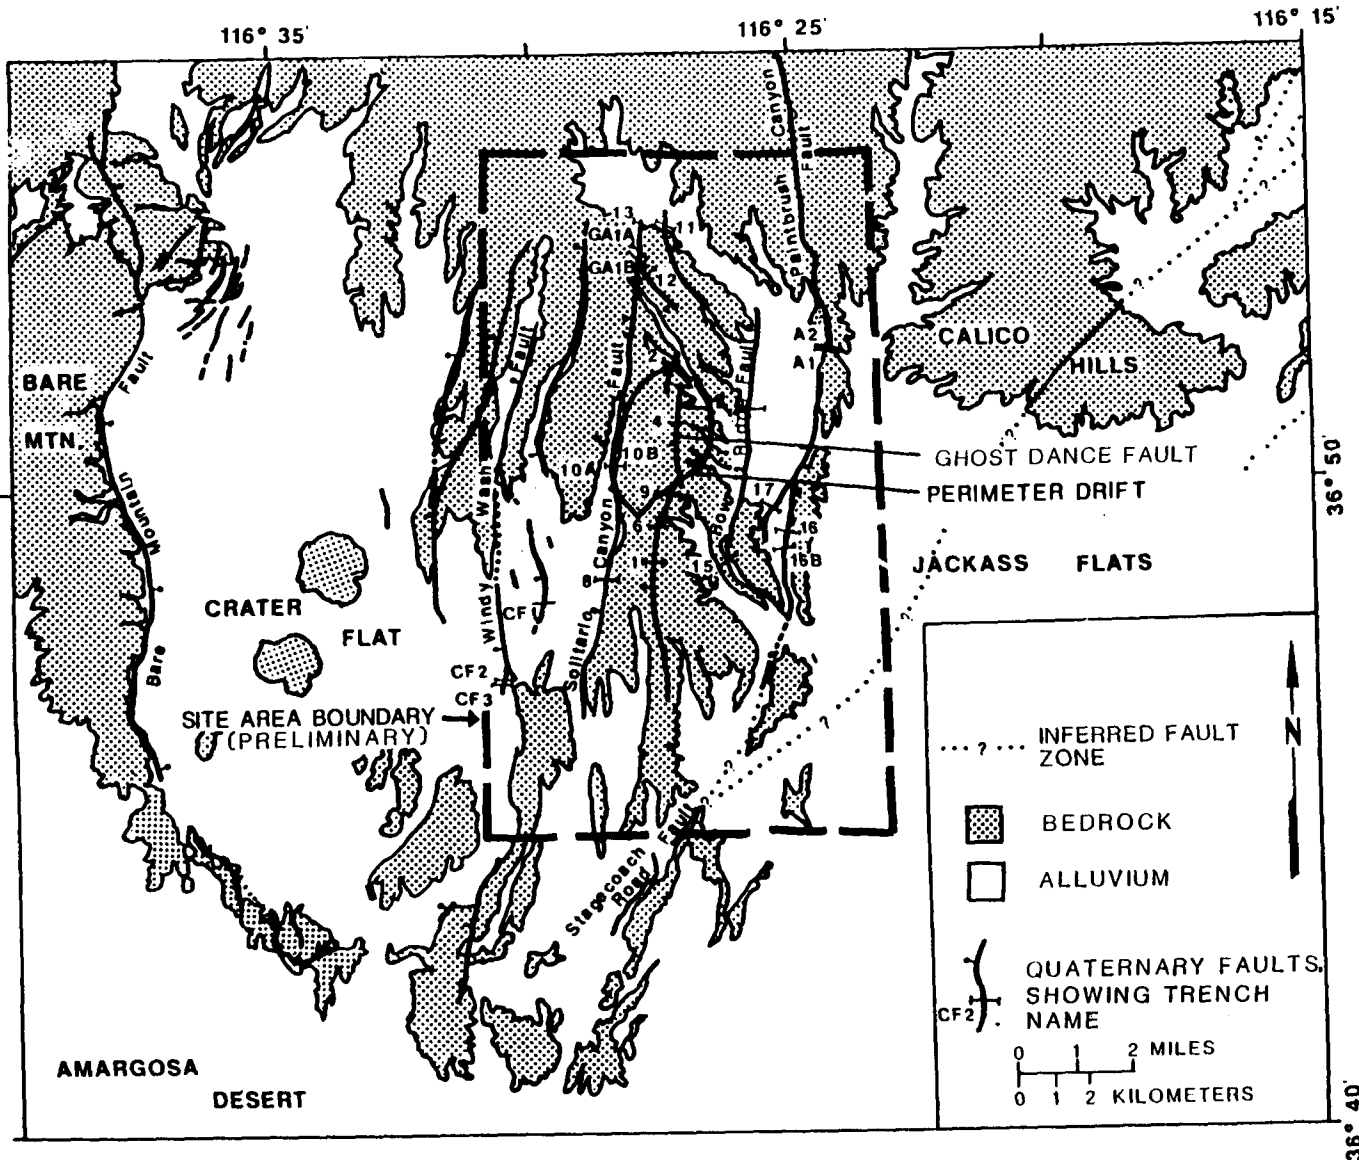 116° 35'
116° 25'
116° 15'
Paintbrush Canyon Fault
13
11
GA1A
GA1B
12
2
A2
A1
CALICO
HILLS
BARE
MTN.
Bare Mountain Fault
Windy Wash Fault
Solitario Canyon Fault
Bow Ridge Fault
4
10B
10A
9
6
17
16
16B
1
15
8
CF1
CF2
CF3
GHOST DANCE FAULT
PERIMETER DRIFT
36° 50'
JACKASS FLATS
CRATER
FLAT
SITE AREA BOUNDARY
(PRELIMINARY)
Stagecoach
Road
Fault
AMARGOSA
DESERT
N
... ? ... INFERRED FAULT
ZONE
BEDROCK
ALLUVIUM
QUATERNARY FAULTS.
SHOWING TRENCH
CF2 NAME
0 1 2 MILES
0 1 2 KILOMETERS
36° 40'